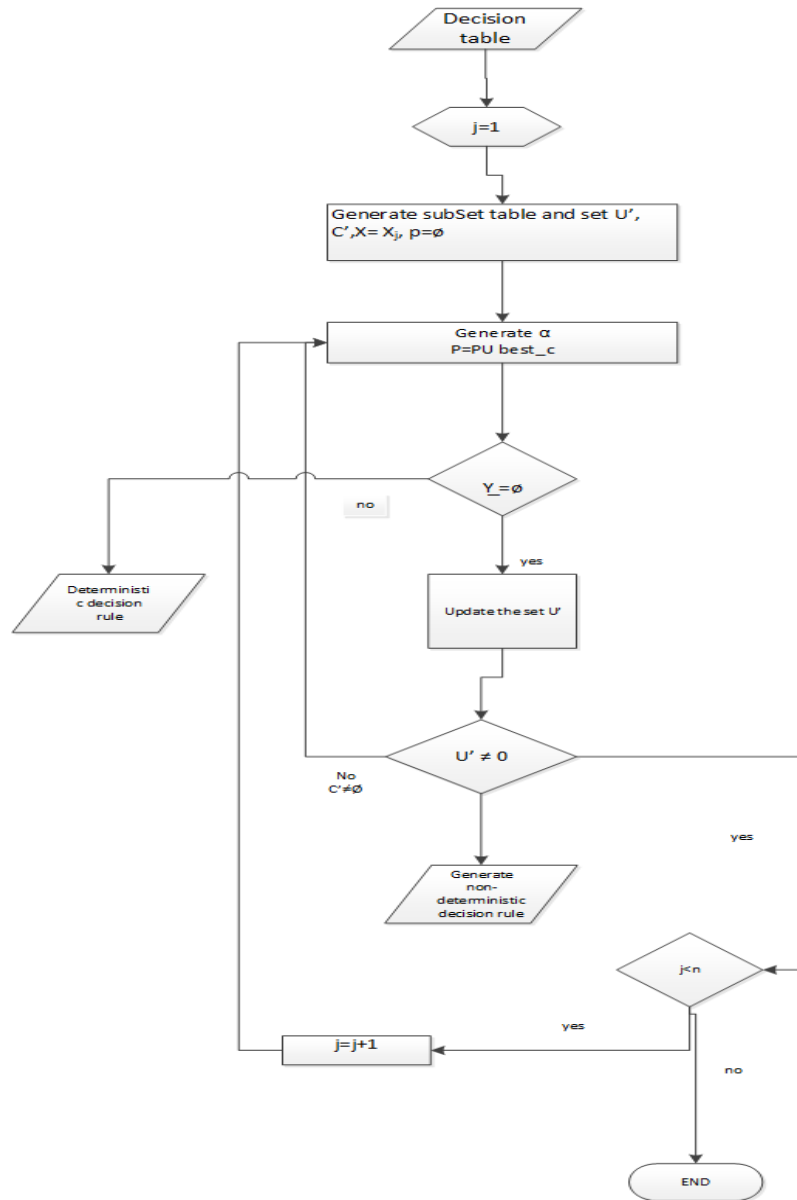 Decision
table
j=1
Generate subSet table and set U’,
C’,X= Xⱼ, p=ø
Generate α
P=PU best_c
Y_=ø
no
yes
Deterministi
c decision
rule
Update the set U’
U’ ≠ 0
No
C’≠Ø
yes
Generate
non-
deterministic
decision rule
j<n
yes
j=j+1
no
END